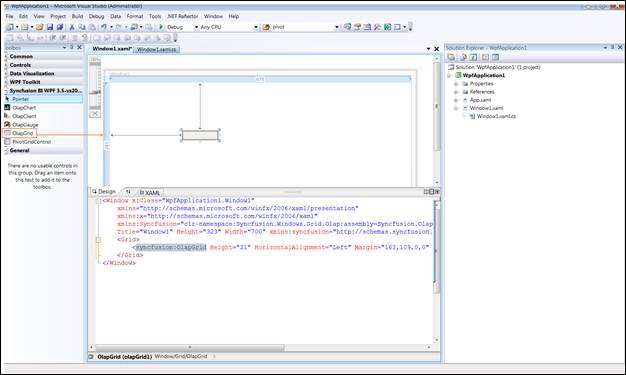 WpfApplication1 - Microsoft Visual Studio (Administrator)
File Edit View Project Build Debug Data Format Tools .NET Reflector Window Help
Debug Any CPU pivot
Toolbox
Common
Controls
Data Visualization
WPF Toolkit
Syncfusion BI WPF 3.5-vs20...
Pointer
OlapChart
OlapClient
OlapGauge
OlapGrid
PivotGridControl
General
There are no usable controls in
this group. Drag an item onto
this text to add it to the
toolbox.
Window1.xaml* Window1.xaml.cs
Window1
678
Design XAML
<Window x:Class="WpfApplication1.Window1"
xmlns="http://schemas.microsoft.com/winfx/2006/xaml/presentation"
xmlns:x="http://schemas.microsoft.com/winfx/2006/xaml"
xmlns:Syncfusion="clr-namespace:Syncfusion.Windows.Grid.Olap;assembly=Syncfusion.Olap
Title="Window1" Height="323" Width="700" xmlns:syncfusion="http://schemas.syncfusion.
<Grid>
<syncfusion:OlapGrid Height="21" HorizontalAlignment="Left" Margin="163,109,0,0"
</Grid>
</Window>
OlapGrid (olapGrid1) Window/Grid/OlapGrid
Solution Explorer - WpfApplication1
Solution 'WpfApplication1' (1 project)
WpfApplication1
Properties
References
App.xaml
Window1.xaml
Window1.xaml.cs